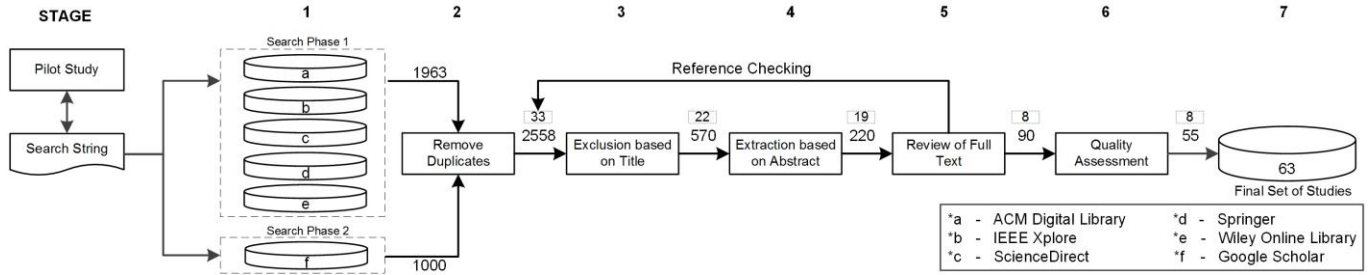 STAGE 1 2 3 4 5 6 7
Pilot Study
Search String
Search Phase 1
a
b
c
d
e
Search Phase 2
f
1963
1000
Remove
Duplicates
Reference Checking
33
2558
Exclusion based
on Title
22
570
Extraction based
on Abstract
19
220
Review of Full
Text
8
90
Quality
Assessment
8
55
63
Final Set of Studies
*a - ACM Digital Library
*b - IEEE Xplore
*c - ScienceDirect
*d - Springer
*e - Wiley Online Library
*f - Google Scholar